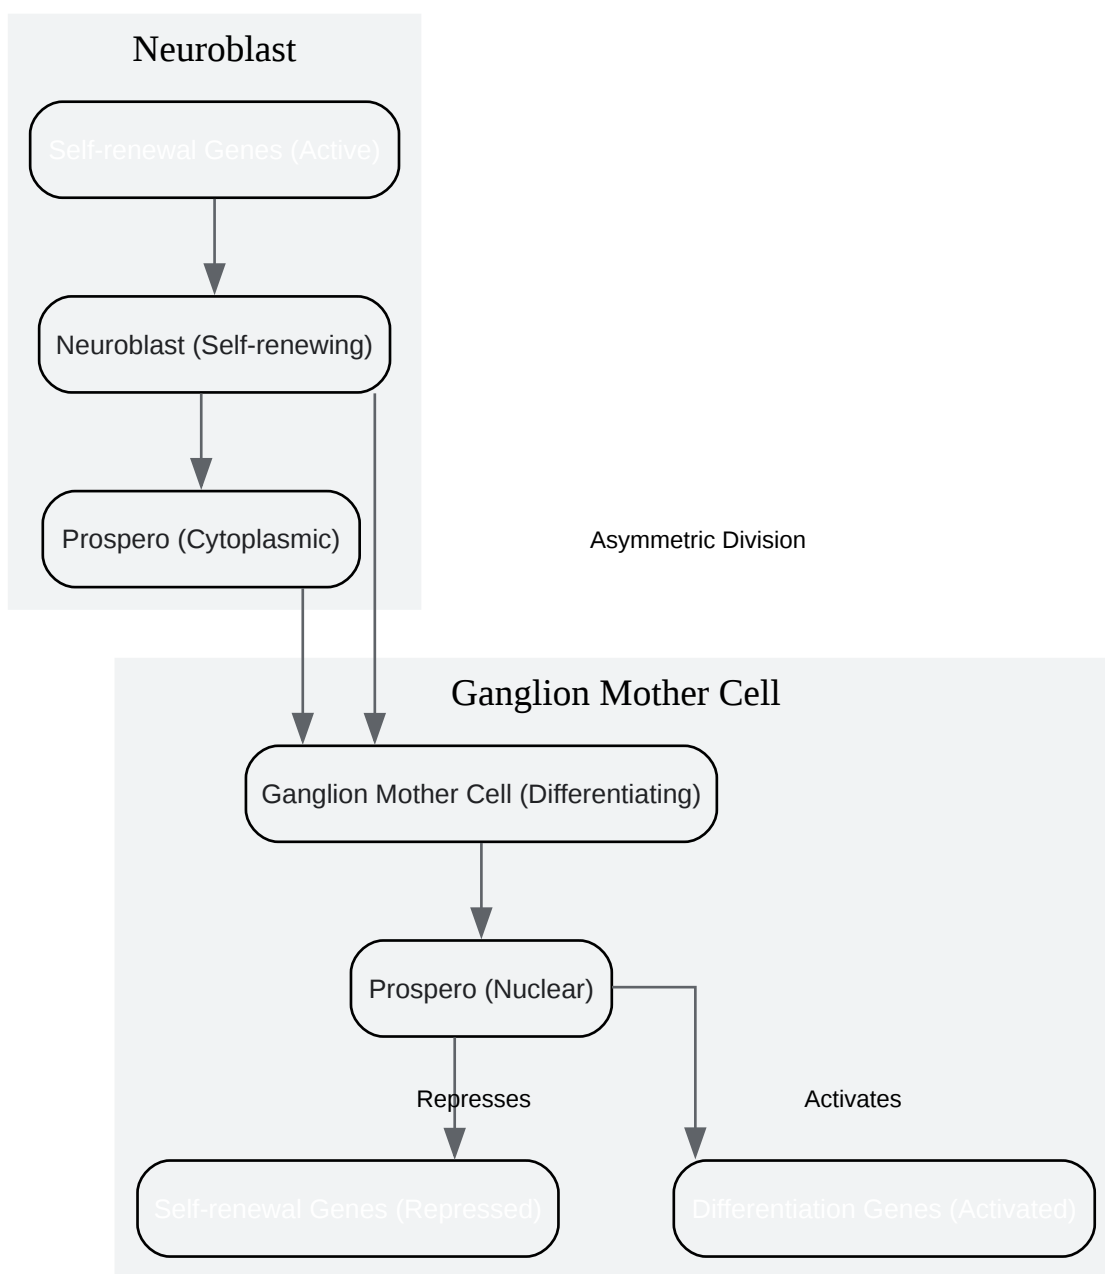 Neuroblast
Self-renewal Genes (Active)
Neuroblast (Self-renewing)
Prospero (Cytoplasmic)
Asymmetric Division
Ganglion Mother Cell
Ganglion Mother Cell (Differentiating)
Prospero (Nuclear)
Represses
Activates
Self-renewal Genes (Repressed)
Differentiation Genes (Activated)